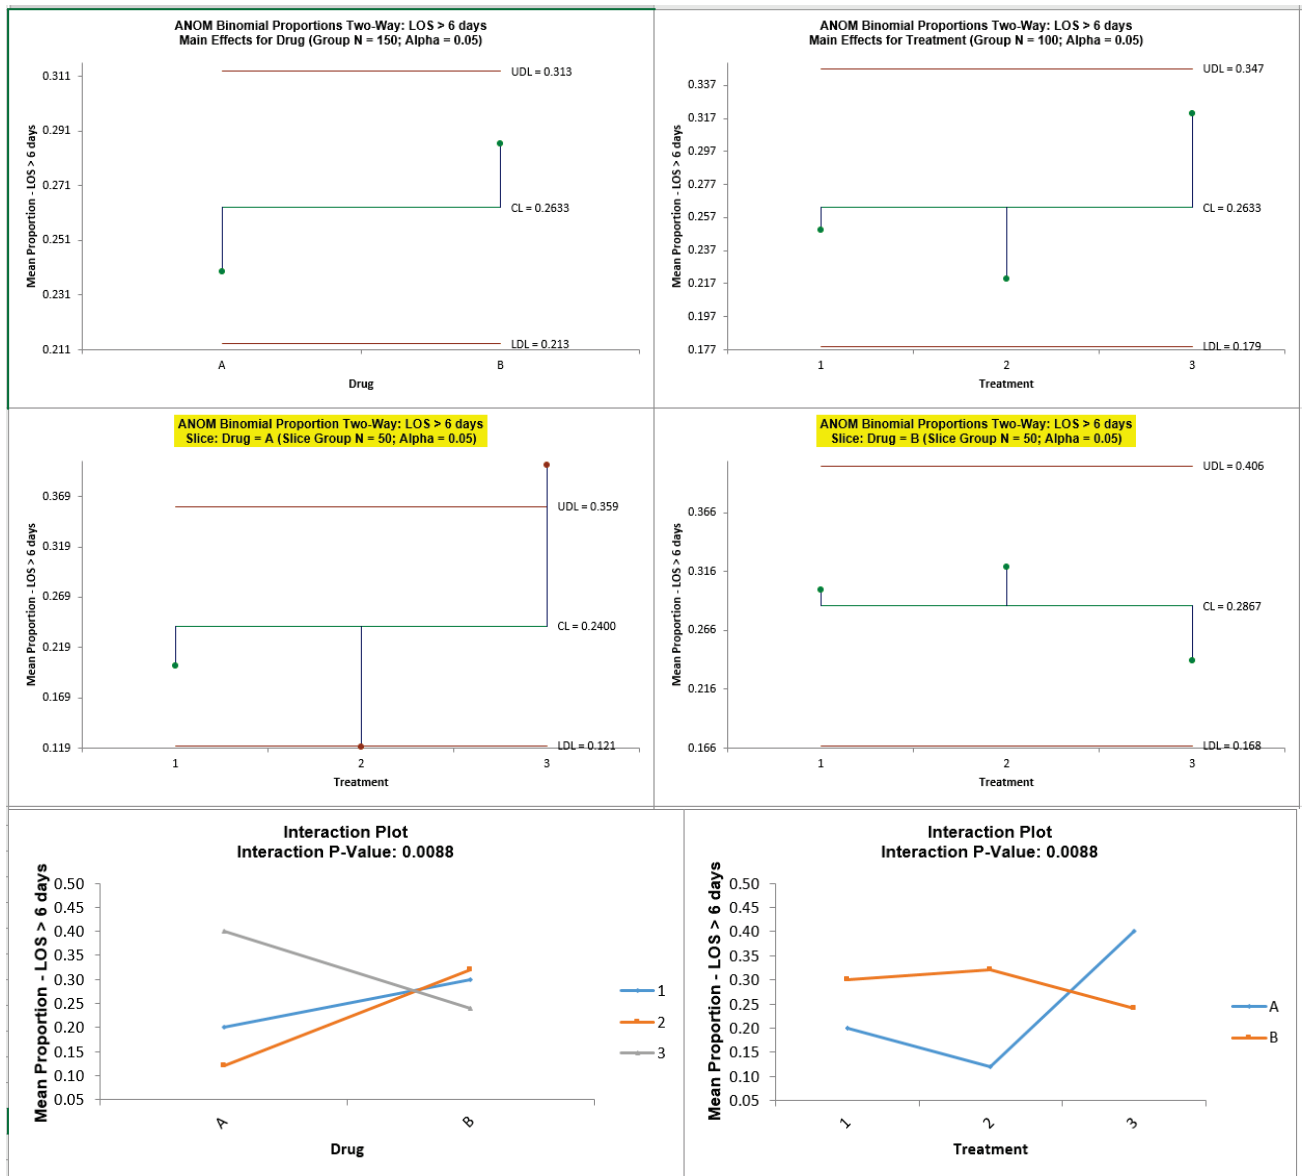 ANOM Binomial Proportions Two-Way: LOS > 6 days
Main Effects for Drug (Group N = 150; Alpha = 0.05)
Mean Proportion - LOS > 6 days
0.311
0.291
0.271
0.251
0.231
0.211
UDL = 0.313
CL = 0.2633
LDL = 0.213
A
B
Drug
ANOM Binomial Proportions Two-Way: LOS > 6 days
Main Effects for Treatment (Group N = 100; Alpha = 0.05)
Mean Proportion - LOS > 6 days
0.337
0.317
0.297
0.277
0.257
0.237
0.217
0.197
0.177
UDL = 0.347
CL = 0.2633
LDL = 0.179
1
2
3
Treatment
ANOM Binomial Proportion Two-Way: LOS > 6 days
Slice: Drug = A (Slice Group N = 50; Alpha = 0.05)
Mean Proportion - LOS > 6 days
0.369
0.319
0.269
0.219
0.169
0.119
UDL = 0.359
CL = 0.2400
LDL = 0.121
1
2
3
Treatment
ANOM Binomial Proportions Two-Way: LOS > 6 days
Slice: Drug = B (Slice Group N = 50; Alpha = 0.05)
Mean Proportion - LOS > 6 days
0.366
0.316
0.266
0.216
0.166
UDL = 0.406
CL = 0.2867
LDL = 0.168
1
2
3
Treatment
Interaction Plot
Interaction P-Value: 0.0088
Mean Proportion - LOS > 6 days
0.50
0.45
0.40
0.35
0.30
0.25
0.20
0.15
0.10
0.05
A
B
Drug
1
2
3
Interaction Plot
Interaction P-Value: 0.0088
Mean Proportion - LOS > 6 days
0.50
0.45
0.40
0.35
0.30
0.25
0.20
0.15
0.10
0.05
1
2
3
Treatment
A
B